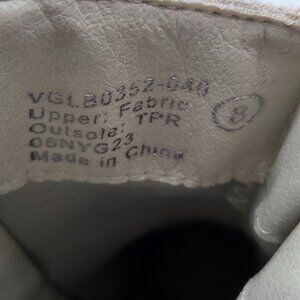 VGLB0352-040
Upper: Fabric
Outsole: TPR
06NYG23
Made in China
8